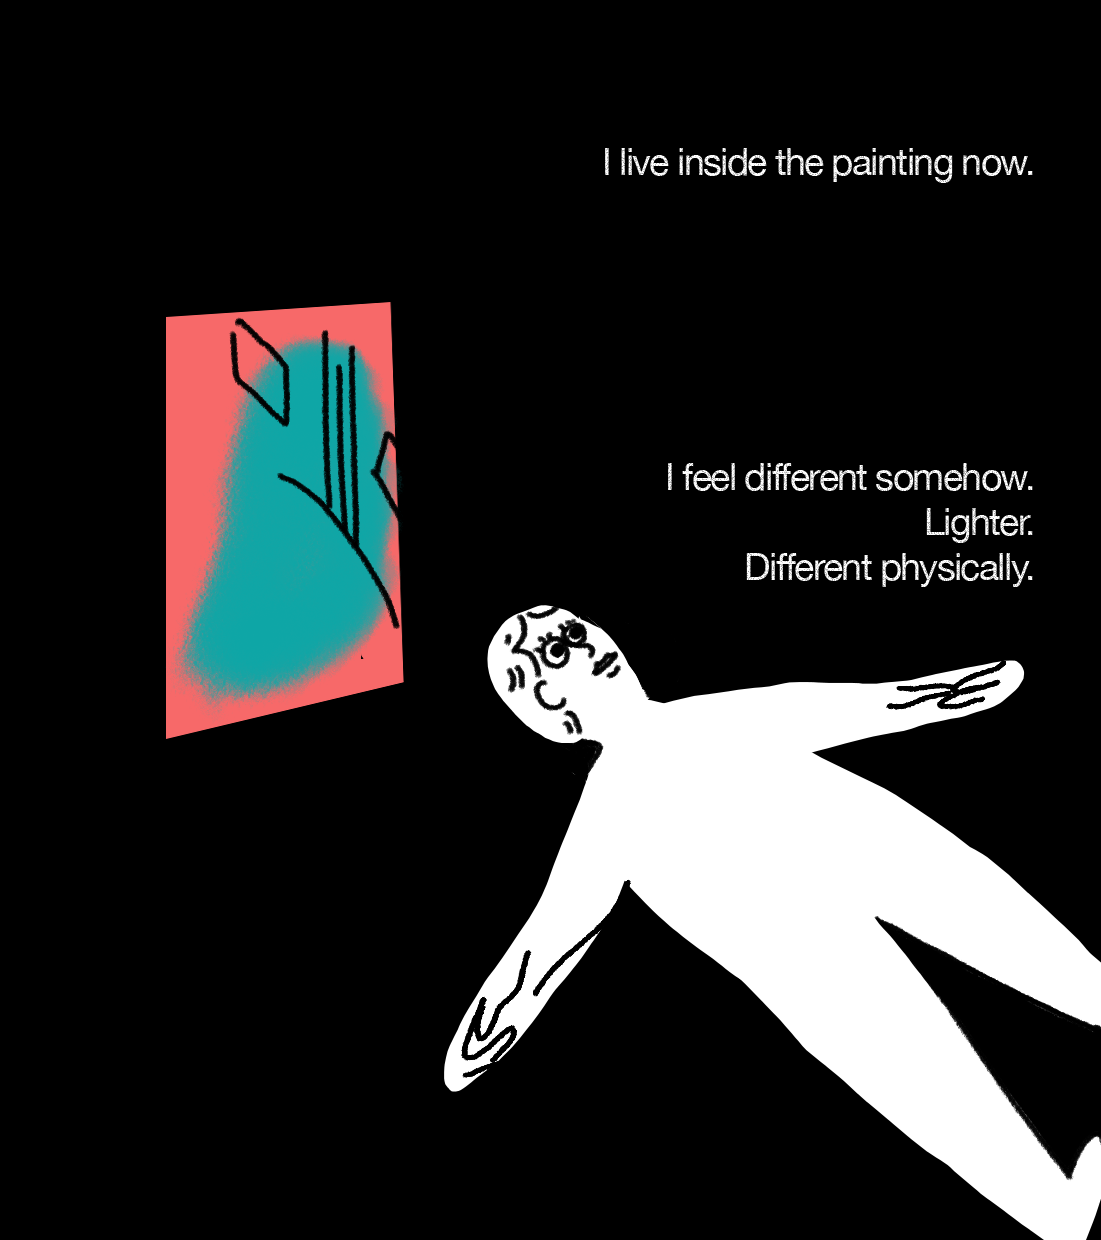 I live inside the painting now.
I feel different somehow.
Lighter.
Different physically.